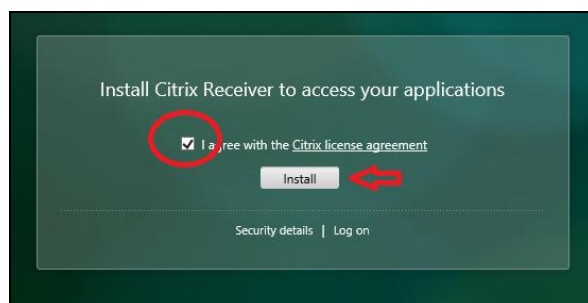 Install Citrix Receiver to access your applications
I agree with the Citrix license agreement
Install
Security details | Log on